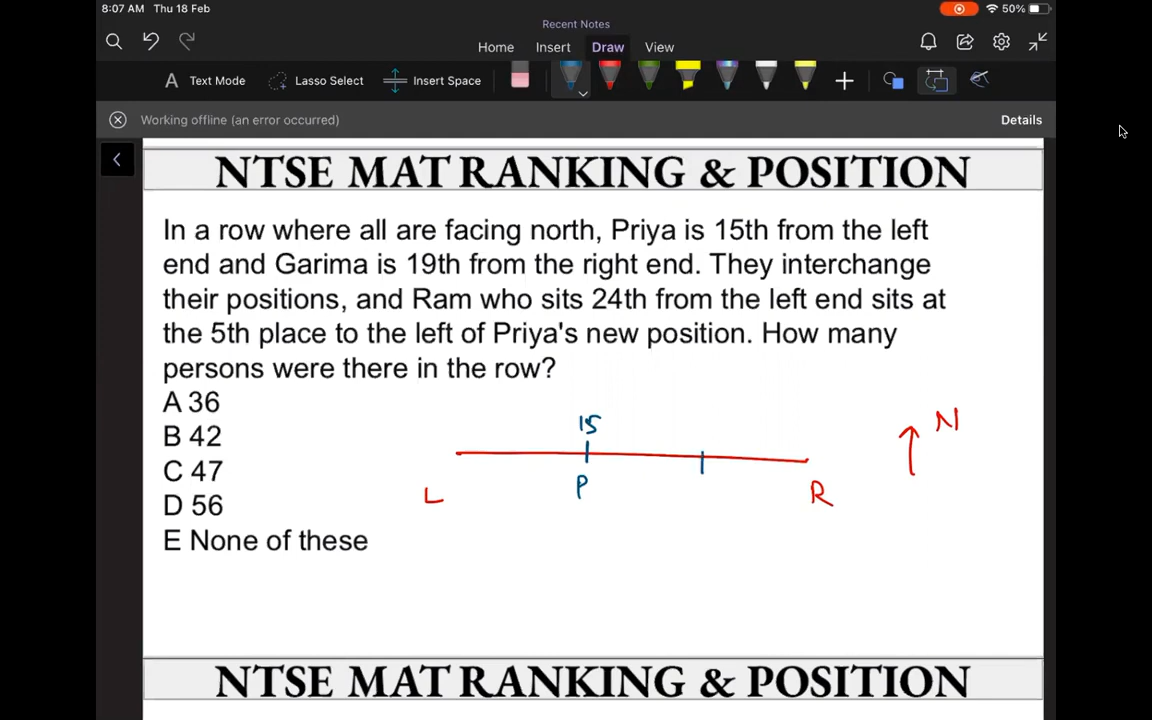 8:07 AM Thu 18 Feb
50%
Recent Notes
Home Insert Draw View
Text Mode Lasso Select Insert Space
Working offline (an error occurred) Details
NTSE MAT RANKING & POSITION
In a row where all are facing north, Priya is 15th from the left
end and Garima is 19th from the right end. They interchange
their positions, and Ram who sits 24th from the left end sits at
the 5th place to the left of Priya's new position. How many
persons were there in the row?
A 36
B 42
C 47
D 56
E None of these
15
N
L P R
NTSE MAT RANKING & POSITION